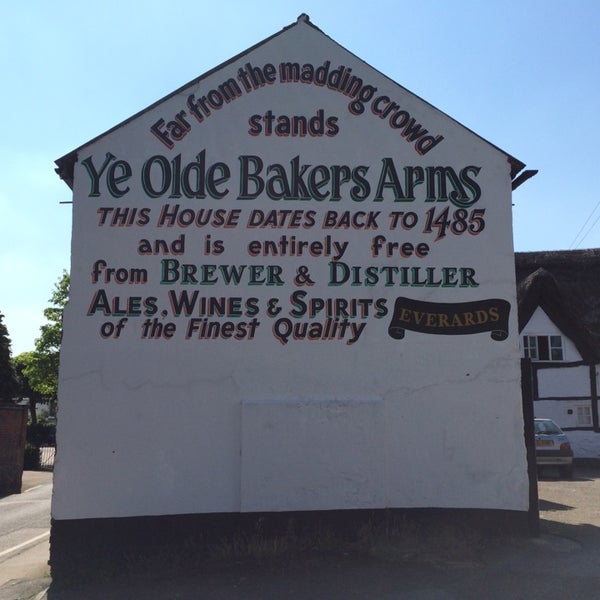 Far from the madding crowd
stands
Ye Olde Bakers Arms
THIS HOUSE DATES BACK TO 1485
and is entirely free
from BREWER & DISTILLER
ALES, WINES & SPIRITS
of the Finest Quality
EVERARDS